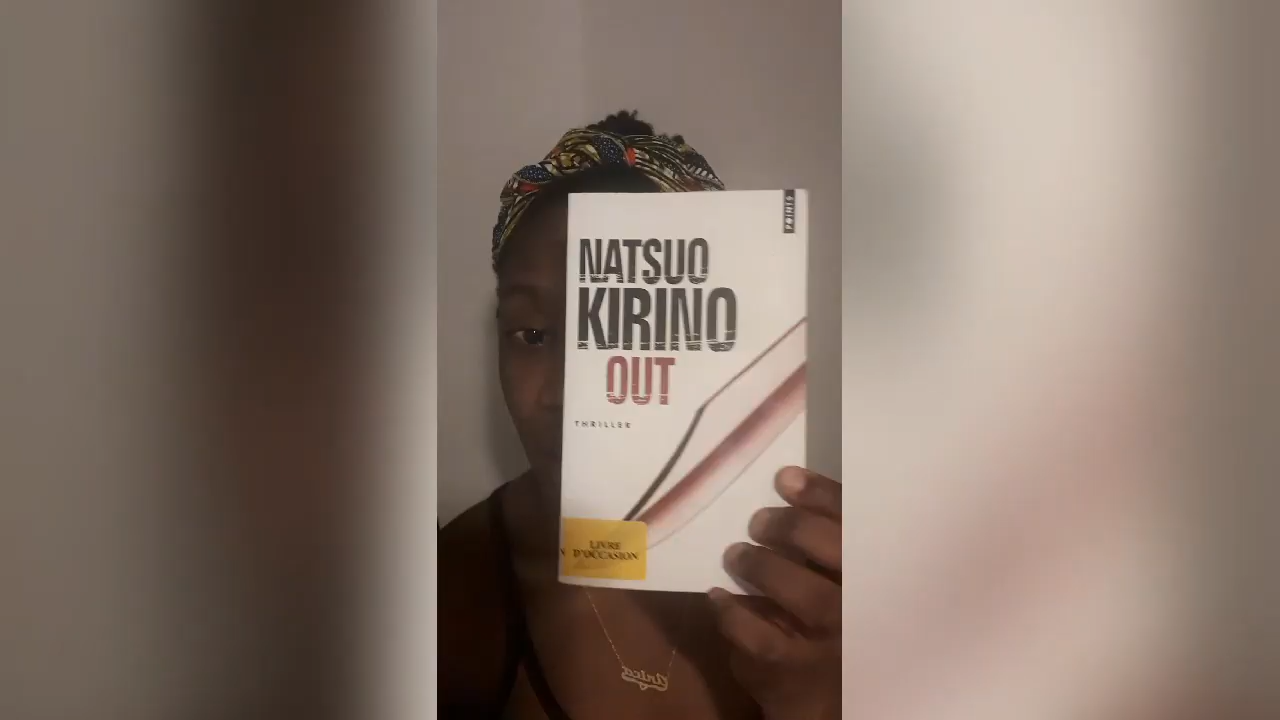 POINTS
NATSUO
KIRINO
OUT
THRILLER
LIVRE
D'OCCASION